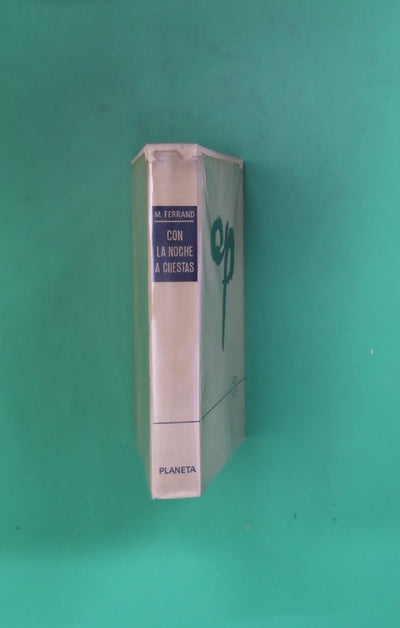 M. FERRAND
CON
LA NOCHE
A CUESTAS
PLANETA